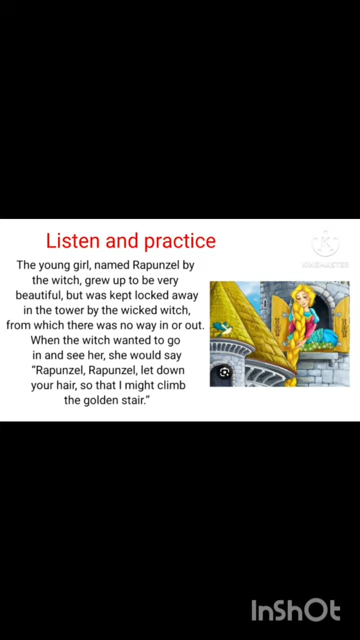 Listen and practice
KINEMASTER
The young girl, named Rapunzel by
the witch, grew up to be very
beautiful, but was kept locked away
in the tower by the wicked witch,
from which there was no way in or out.
When the witch wanted to go
in and see her, she would say
“Rapunzel, Rapunzel, let down
your hair, so that I might climb
the golden stair.”
InShOt